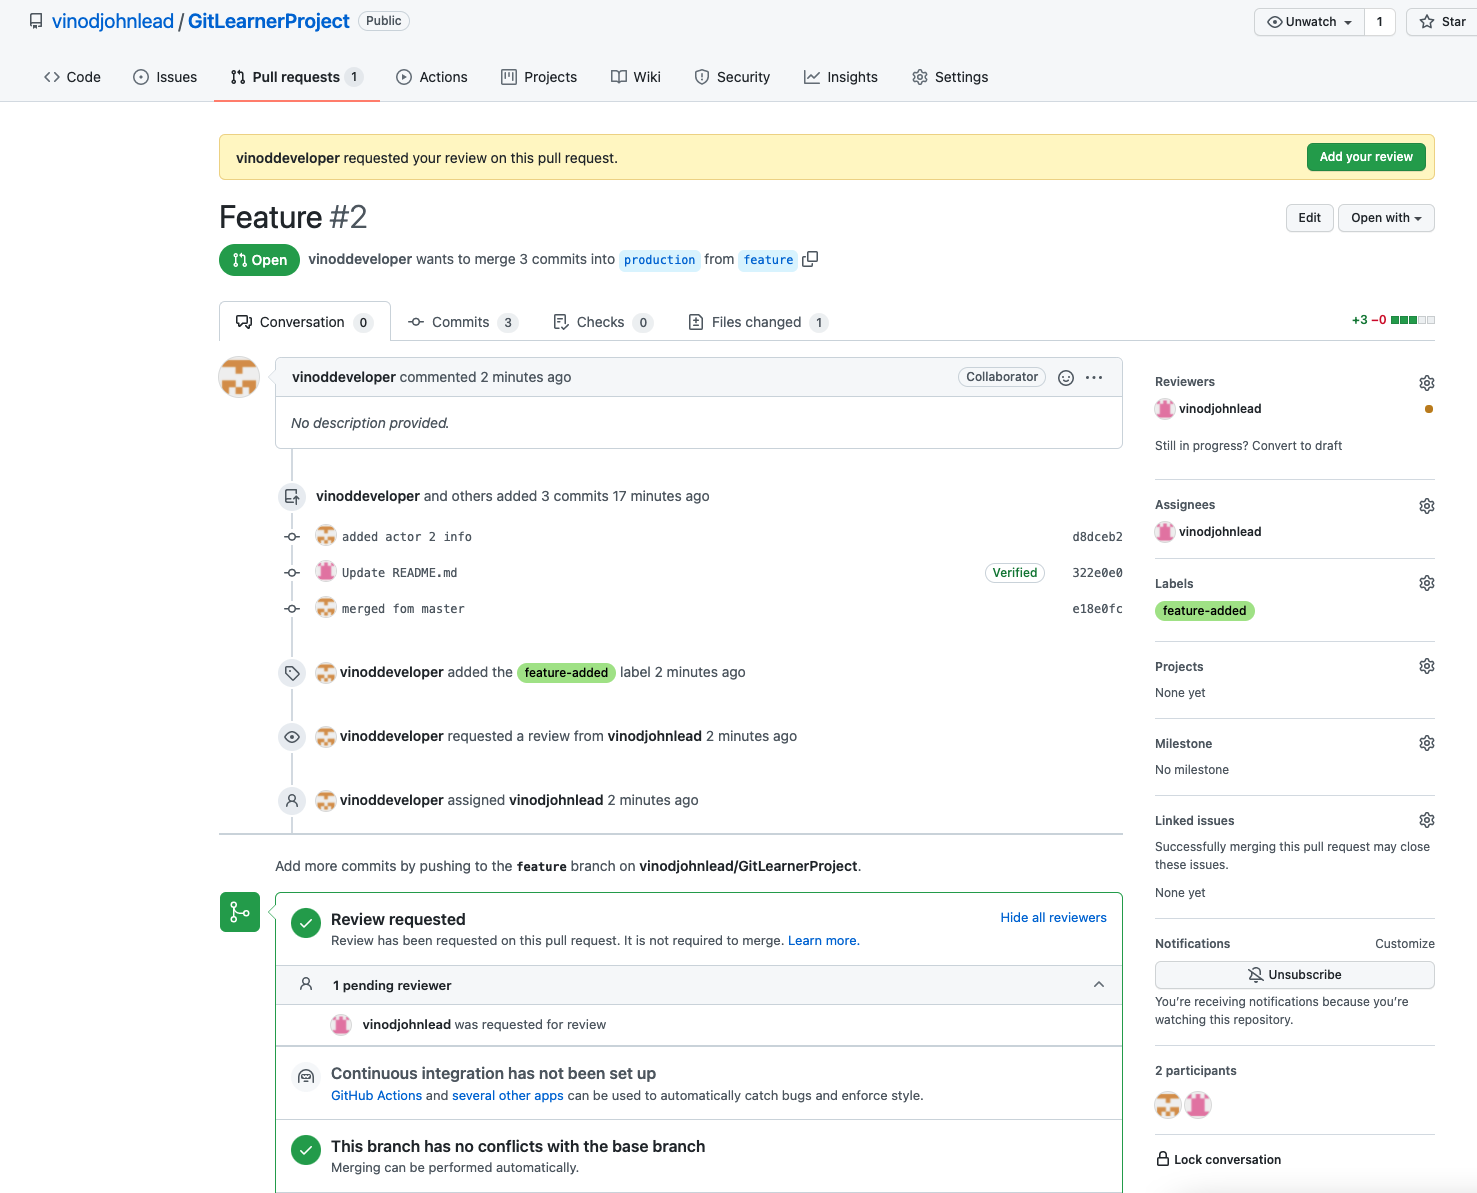 vinodjohnlead / GitLearnerProject Public
Unwatch 1 Star
Code Issues Pull requests 1 Actions Projects Wiki Security Insights Settings
vinoddeveloper requested your review on this pull request. Add your review
Feature #2 Edit Open with
Open vinoddeveloper wants to merge 3 commits into production from feature
Conversation 0 Commits 3 Checks 0 Files changed 1 +3 −0
vinoddeveloper commented 2 minutes ago Collaborator
No description provided.
vinoddeveloper and others added 3 commits 17 minutes ago
added actor 2 info d8dceb2
Update README.md Verified 322e0e0
merged fom master e18e0fc
vinoddeveloper added the feature-added label 2 minutes ago
vinoddeveloper requested a review from vinodjohnlead 2 minutes ago
vinoddeveloper assigned vinodjohnlead 2 minutes ago
Add more commits by pushing to the feature branch on vinodjohnlead/GitLearnerProject.
Review requested Hide all reviewers
Review has been requested on this pull request. It is not required to merge. Learn more.
1 pending reviewer
vinodjohnlead was requested for review
Continuous integration has not been set up
GitHub Actions and several other apps can be used to automatically catch bugs and enforce style.
This branch has no conflicts with the base branch
Merging can be performed automatically.
Reviewers
vinodjohnlead
Still in progress? Convert to draft
Assignees
vinodjohnlead
Labels
feature-added
Projects
None yet
Milestone
No milestone
Linked issues
Successfully merging this pull request may close
these issues.
None yet
Notifications Customize
Unsubscribe
You're receiving notifications because you're
watching this repository.
2 participants
Lock conversation